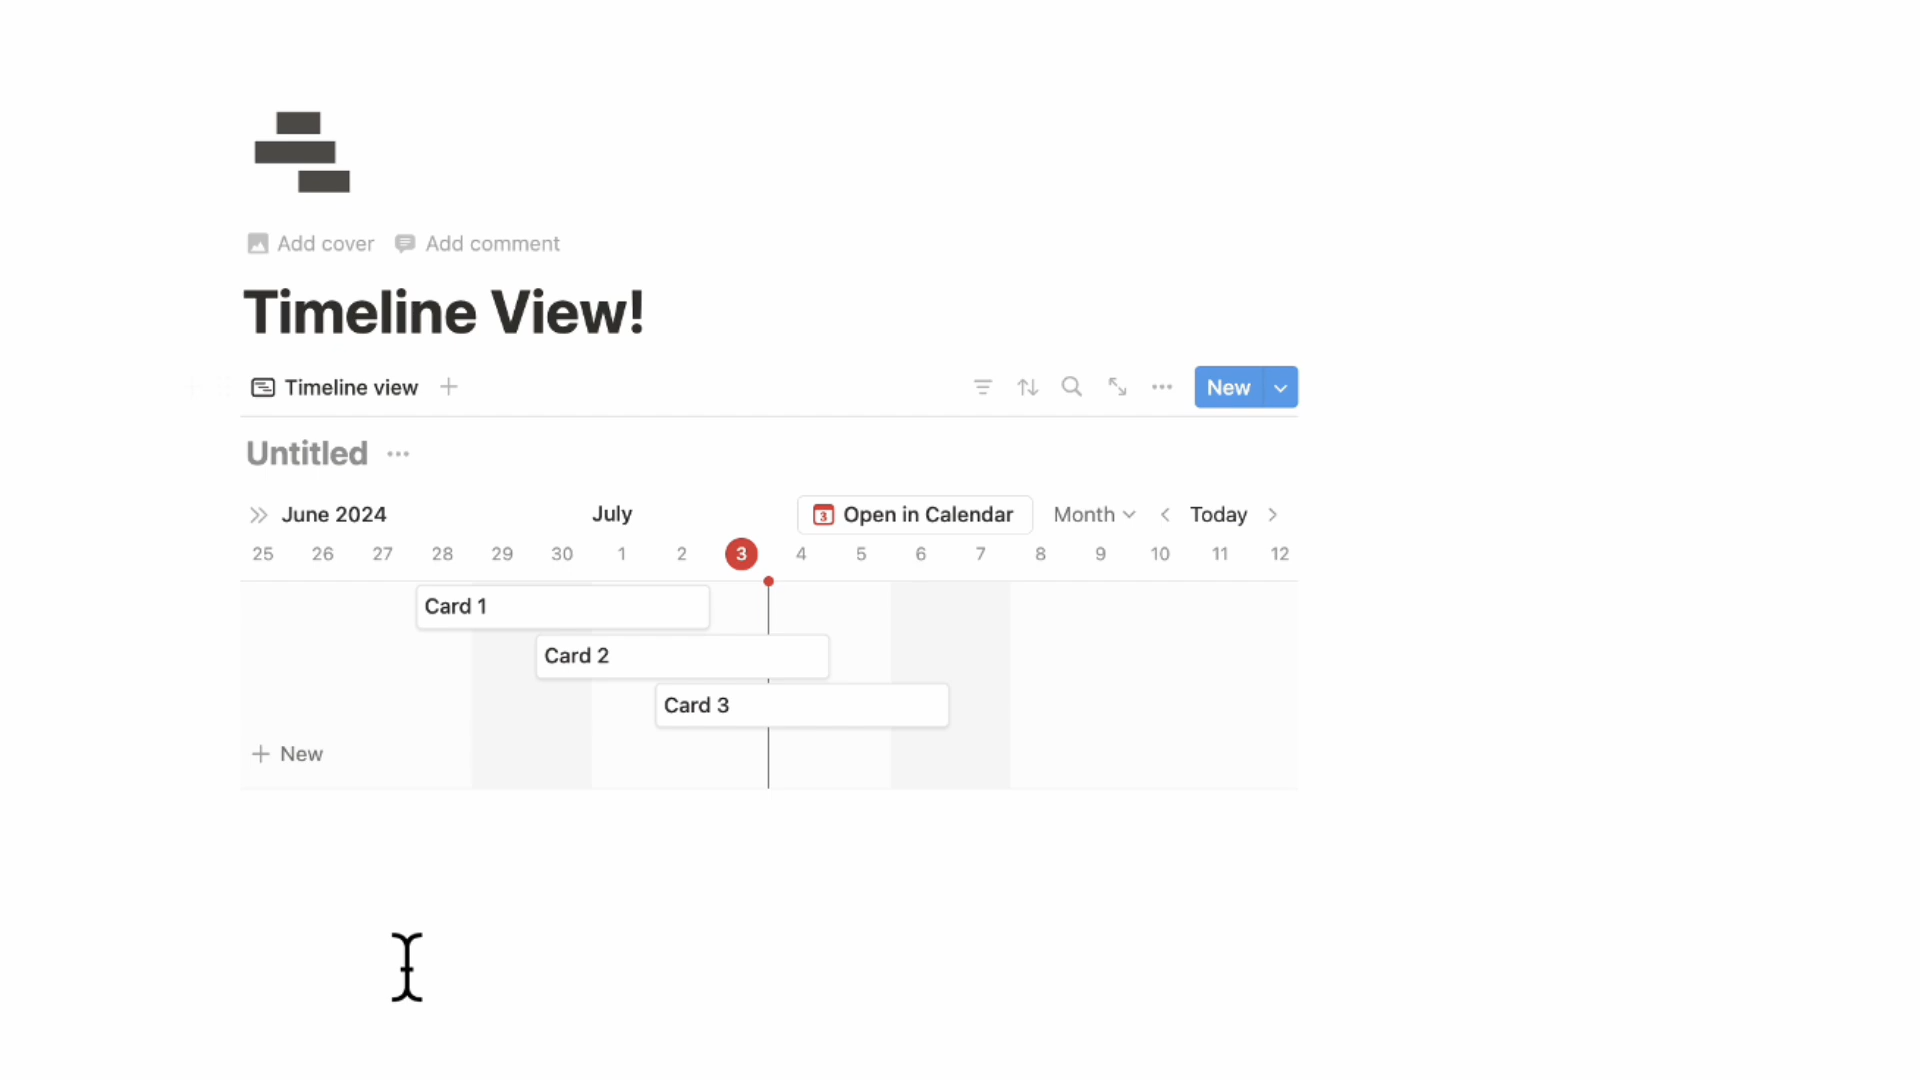 Add cover Add comment
Timeline View!
Timeline view New
Untitled
June 2024 July 3 Open in Calendar Month Today
25 26 27 28 29 30 1 2 3 4 5 6 7 8 9 10 11 12
Card 1
Card 2
Card 3
New